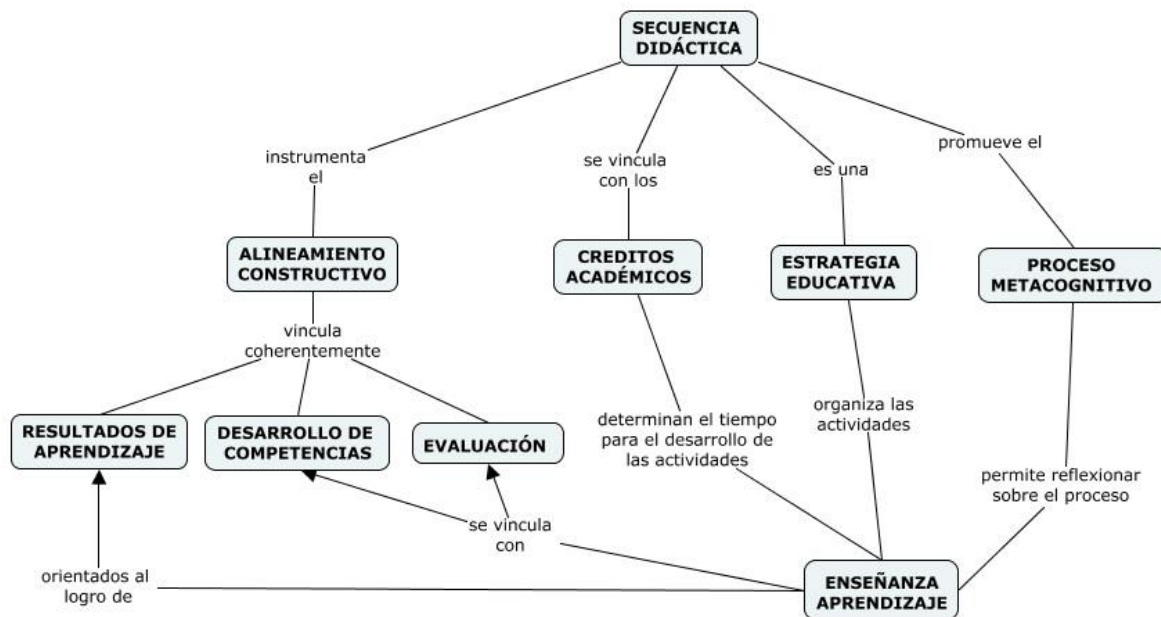 SECUENCIA
DIDÁCTICA
instrumenta
el
se vincula
con los
es una
promueve el
ALINEAMIENTO
CONSTRUCTIVO
CREDITOS
ACADÉMICOS
ESTRATEGIA
EDUCATIVA
PROCESO
METACOGNITIVO
vincula
coherentemente
RESULTADOS DE
APRENDIZAJE
DESARROLLO DE
COMPETENCIAS
EVALUACIÓN
determinan el tiempo
para el desarrollo de
las actividades
organiza las
actividades
permite reflexionar
sobre el proceso
se vincula
con
orientados al
logro de
ENSEÑANZA
APRENDIZAJE